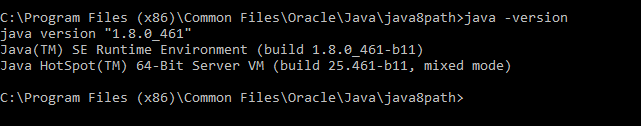 C:\Program Files (x86)\Common Files\Oracle\Java\java8path>java -version
java version "1.8.0_461"
Java(TM) SE Runtime Environment (build 1.8.0_461-b11)
Java HotSpot(TM) 64-Bit Server VM (build 25.461-b11, mixed mode)
C:\Program Files (x86)\Common Files\Oracle\Java\java8path>